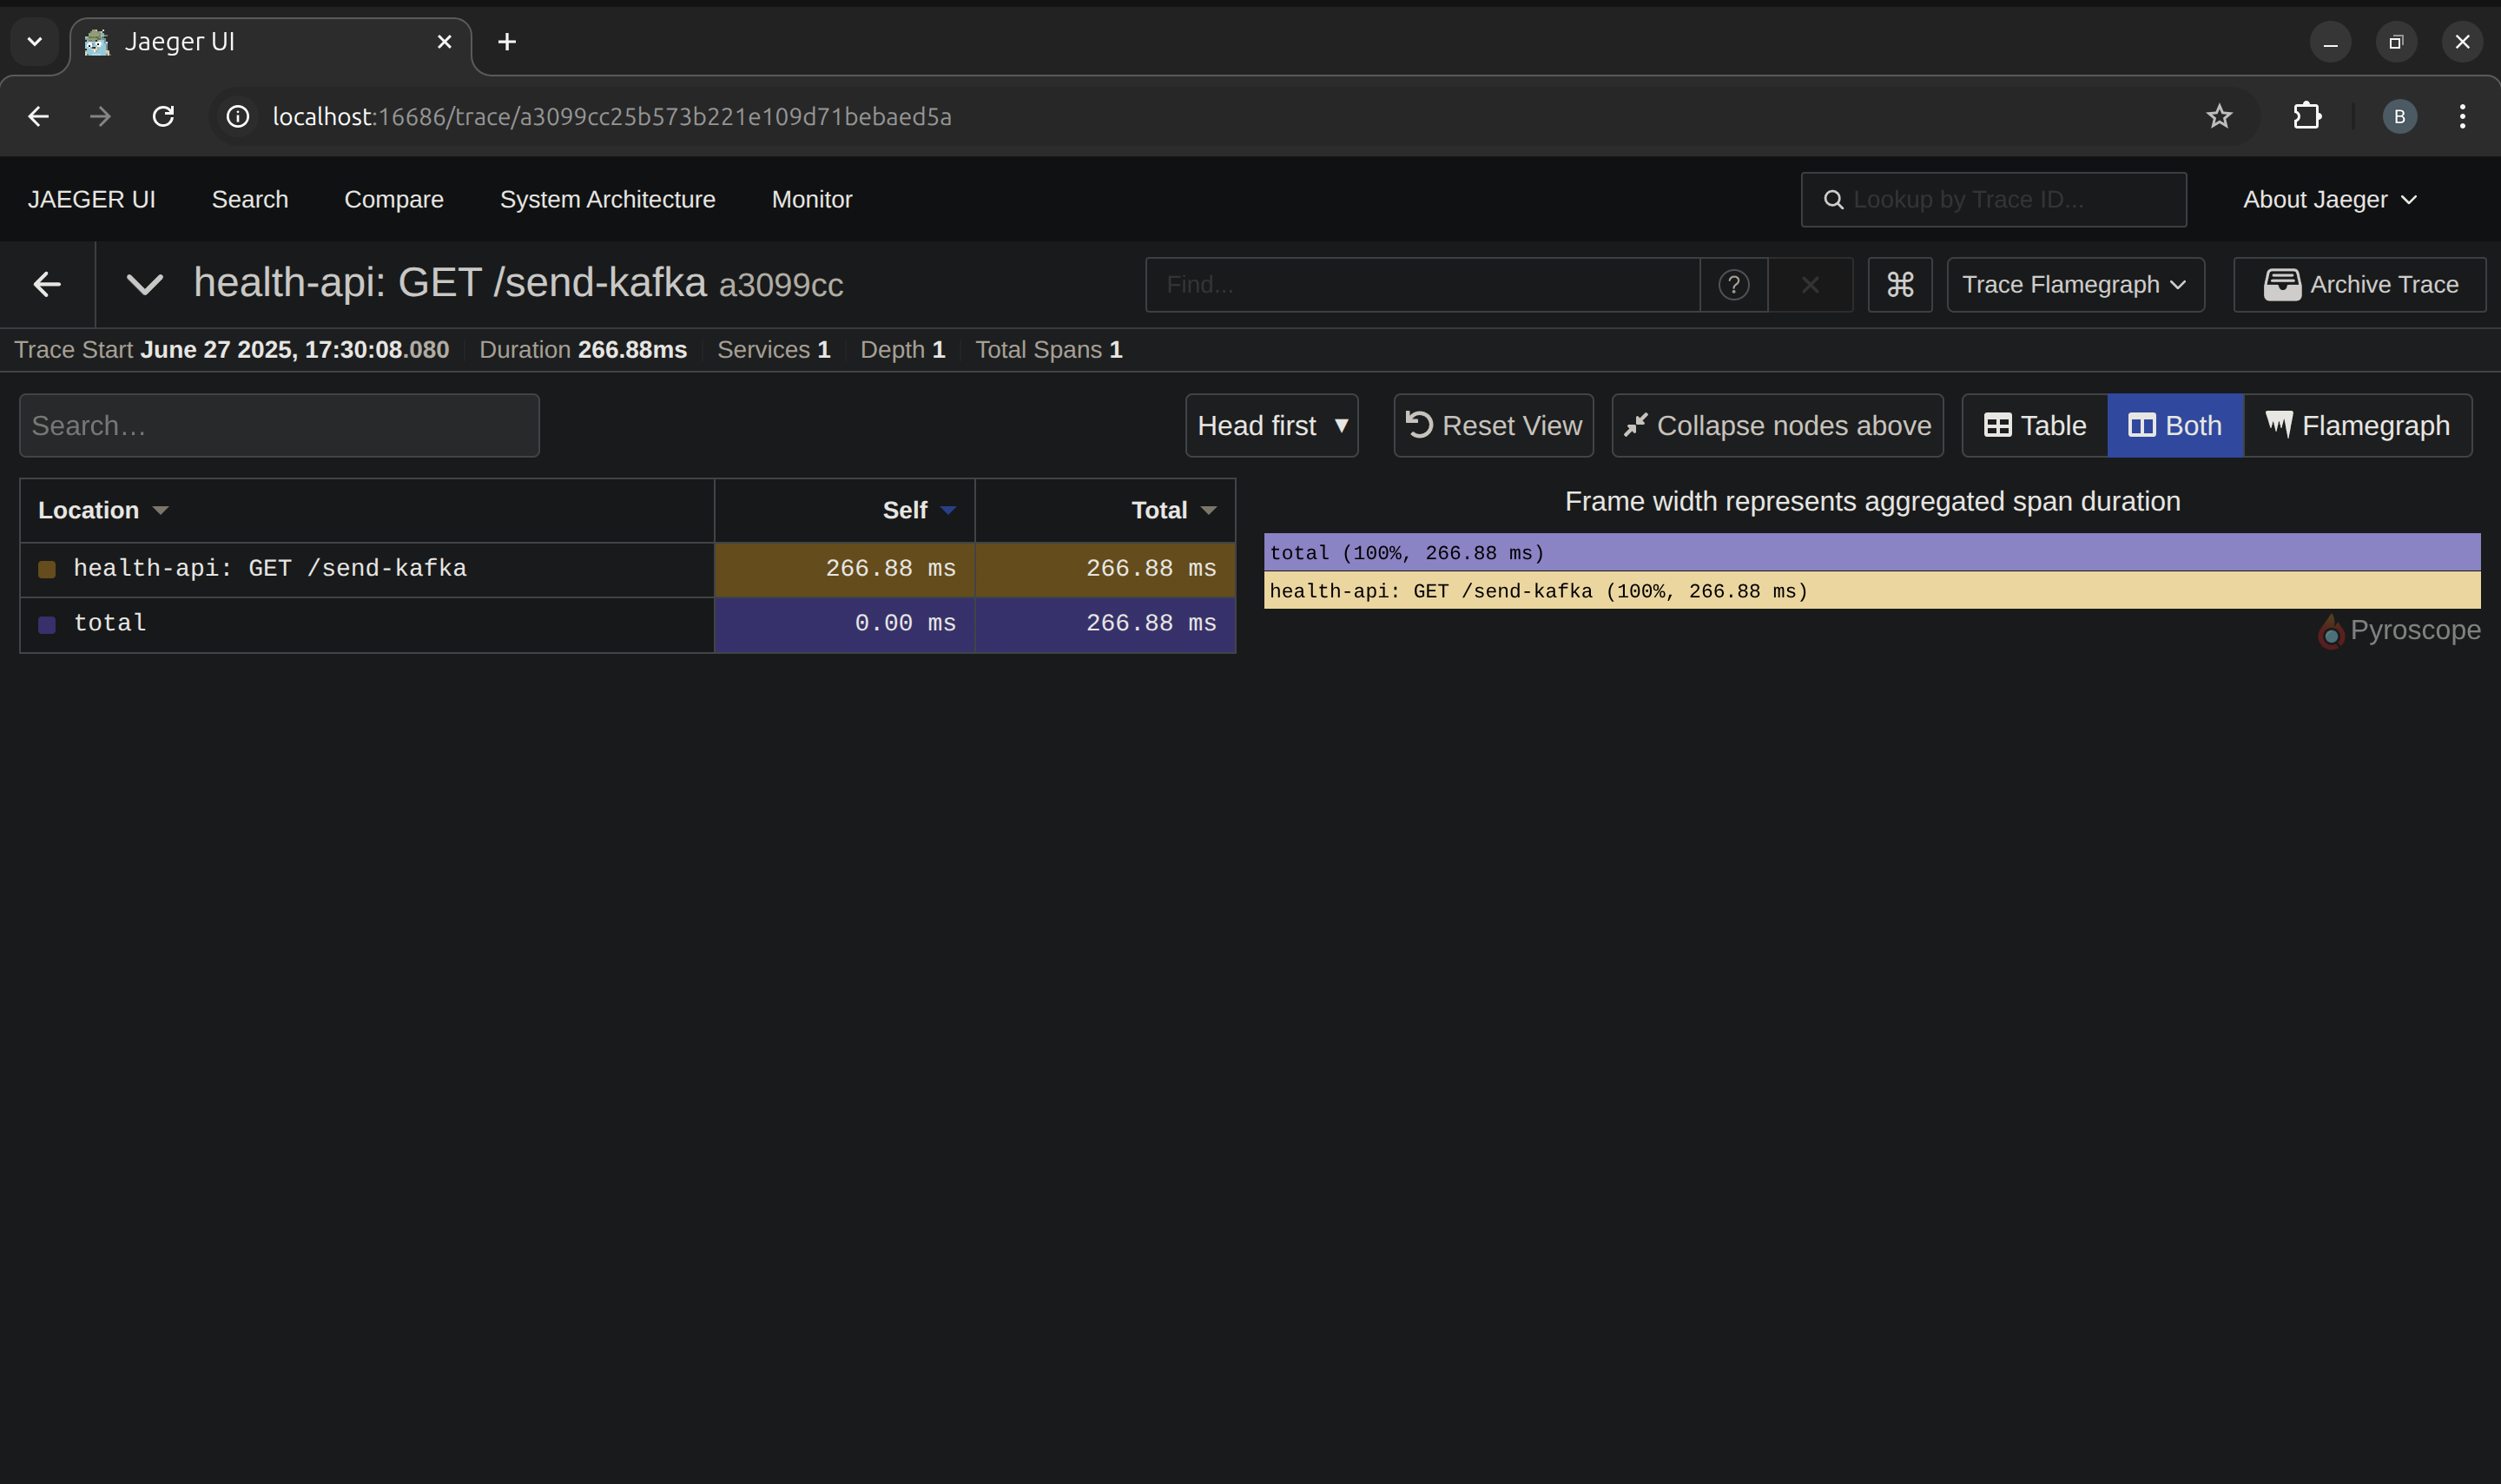 Jaeger UI
localhost:16686/trace/a3099cc25b573b221e109d71bebaed5a
B
JAEGER UI Search Compare System Architecture Monitor Lookup by Trace ID... About Jaeger
health-api: GET /send-kafka a3099cc Find... ? ⌘ Trace Flamegraph Archive Trace
Trace Start June 27 2025, 17:30:08.080 Duration 266.88ms Services 1 Depth 1 Total Spans 1
Search… Head first Reset View Collapse nodes above Table Both Flamegraph
Location Self Total
health-api: GET /send-kafka 266.88 ms 266.88 ms
total 0.00 ms 266.88 ms
Frame width represents aggregated span duration
total (100%, 266.88 ms)
health-api: GET /send-kafka (100%, 266.88 ms)
Pyroscope